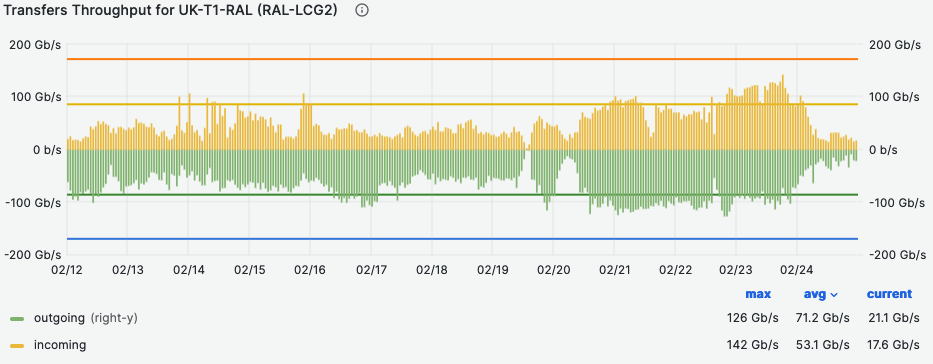 Transfers Throughput for UK-T1-RAL (RAL-LCG2)
200 Gb/s 200 Gb/s
100 Gb/s 100 Gb/s
0 b/s 0 b/s
-100 Gb/s -100 Gb/s
-200 Gb/s -200 Gb/s
02/12 02/13 02/14 02/15 02/16 02/17 02/18 02/19 02/20 02/21 02/22 02/23 02/24
max avg current
outgoing (right-y) 126 Gb/s 71.2 Gb/s 21.1 Gb/s
incoming 142 Gb/s 53.1 Gb/s 17.6 Gb/s